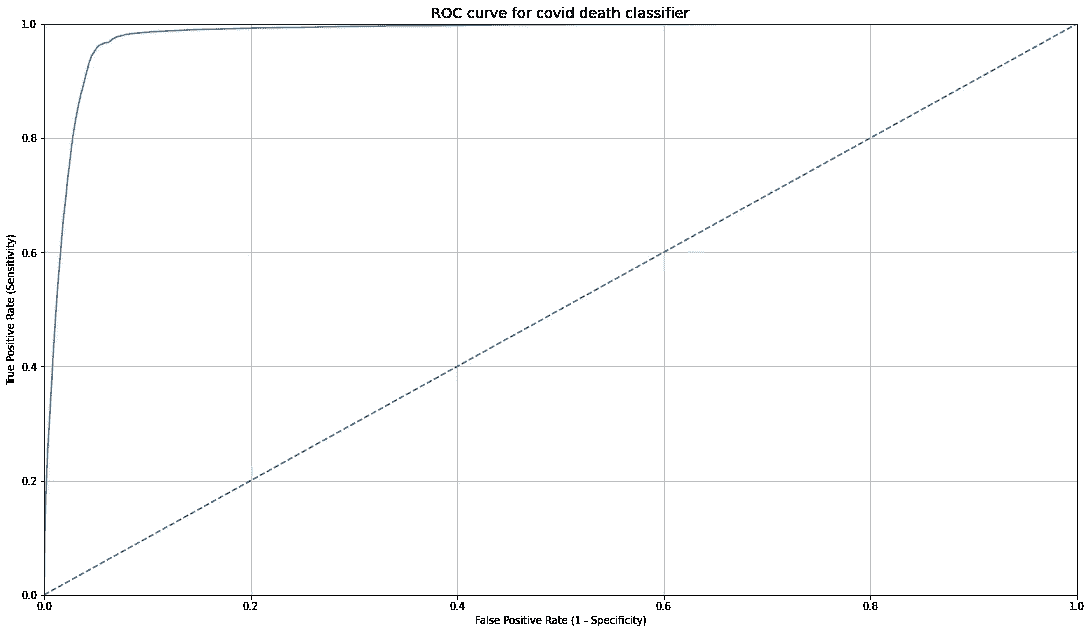 ROC curve for covid death classifier
1.0
0.8
0.6
0.4
0.2
0.0
True Positive Rate (Sensitivity)
0.0 0.2 0.4 0.6 0.8 1.0
False Positive Rate (1 - Specificity)